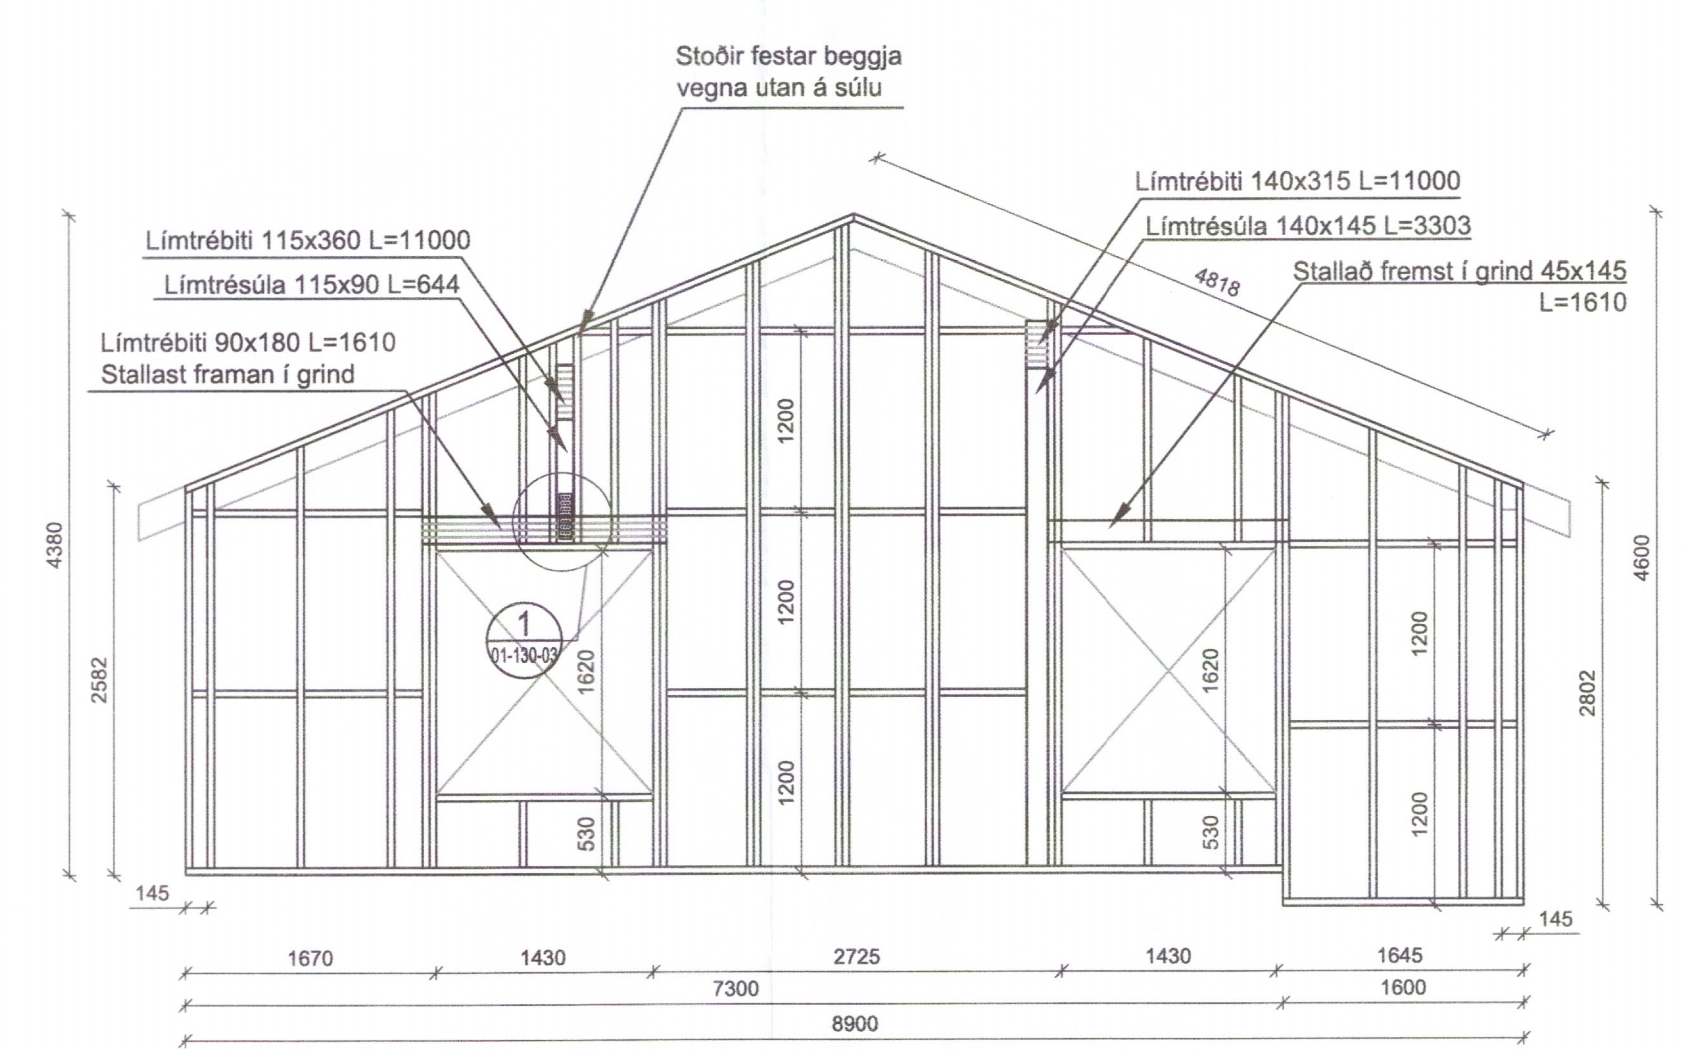 Stoðir festar beggja
vegna utan á súlu
Límtrébiti 140x315 L=11000
Límtrésúla 140x145 L=3303
Límtrébiti 115x360 L=11000
Stallað fremst í grind 45x145
L=1610
4818
Límtrésúla 115x90 L=644
Límtrébiti 90x180 L=1610
Stallast framan í grind
1200
4380
4600
1200
1
01-130-03
1620
1620
1200
2582
2802
1200
530
530
1200
145
145
1670
1430
2725
1430
1645
7300
1600
8900